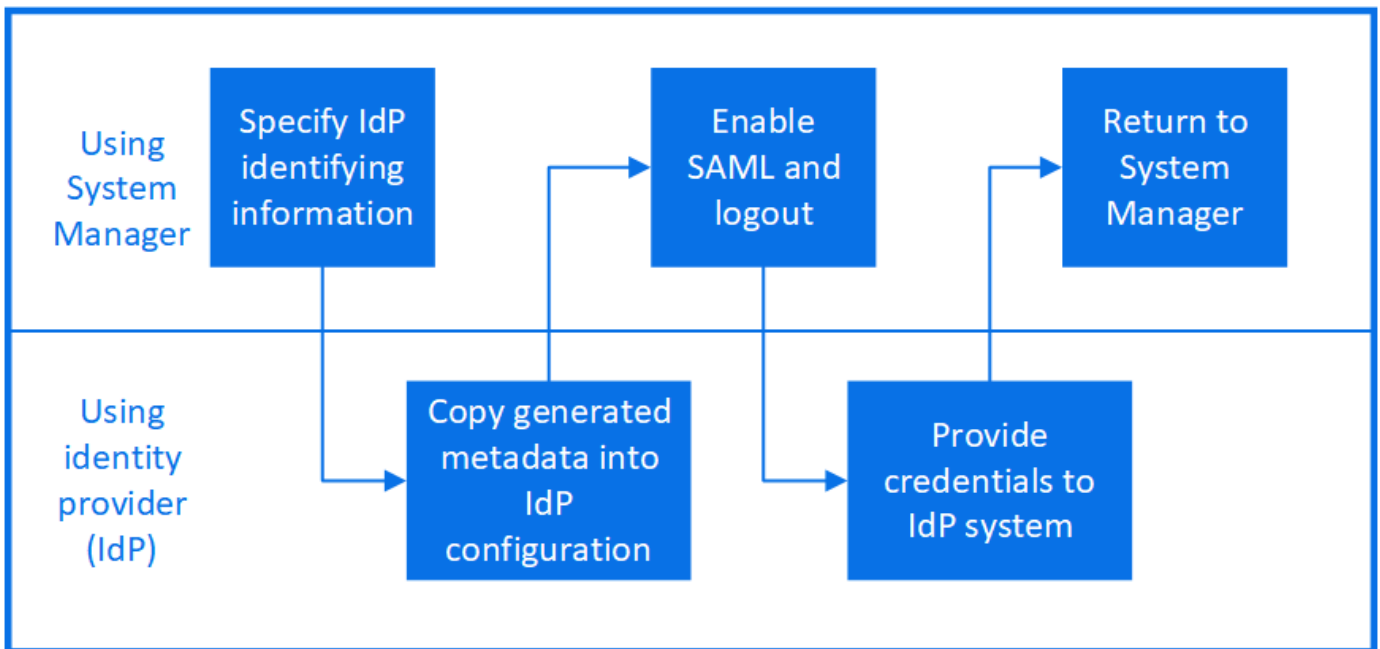 Using
System
Manager
Specify IdP
identifying
information
Enable
SAML and
logout
Return to
System
Manager
Using
identity
provider
(IdP)
Copy generated
metadata into
IdP
configuration
Provide
credentials to
IdP system